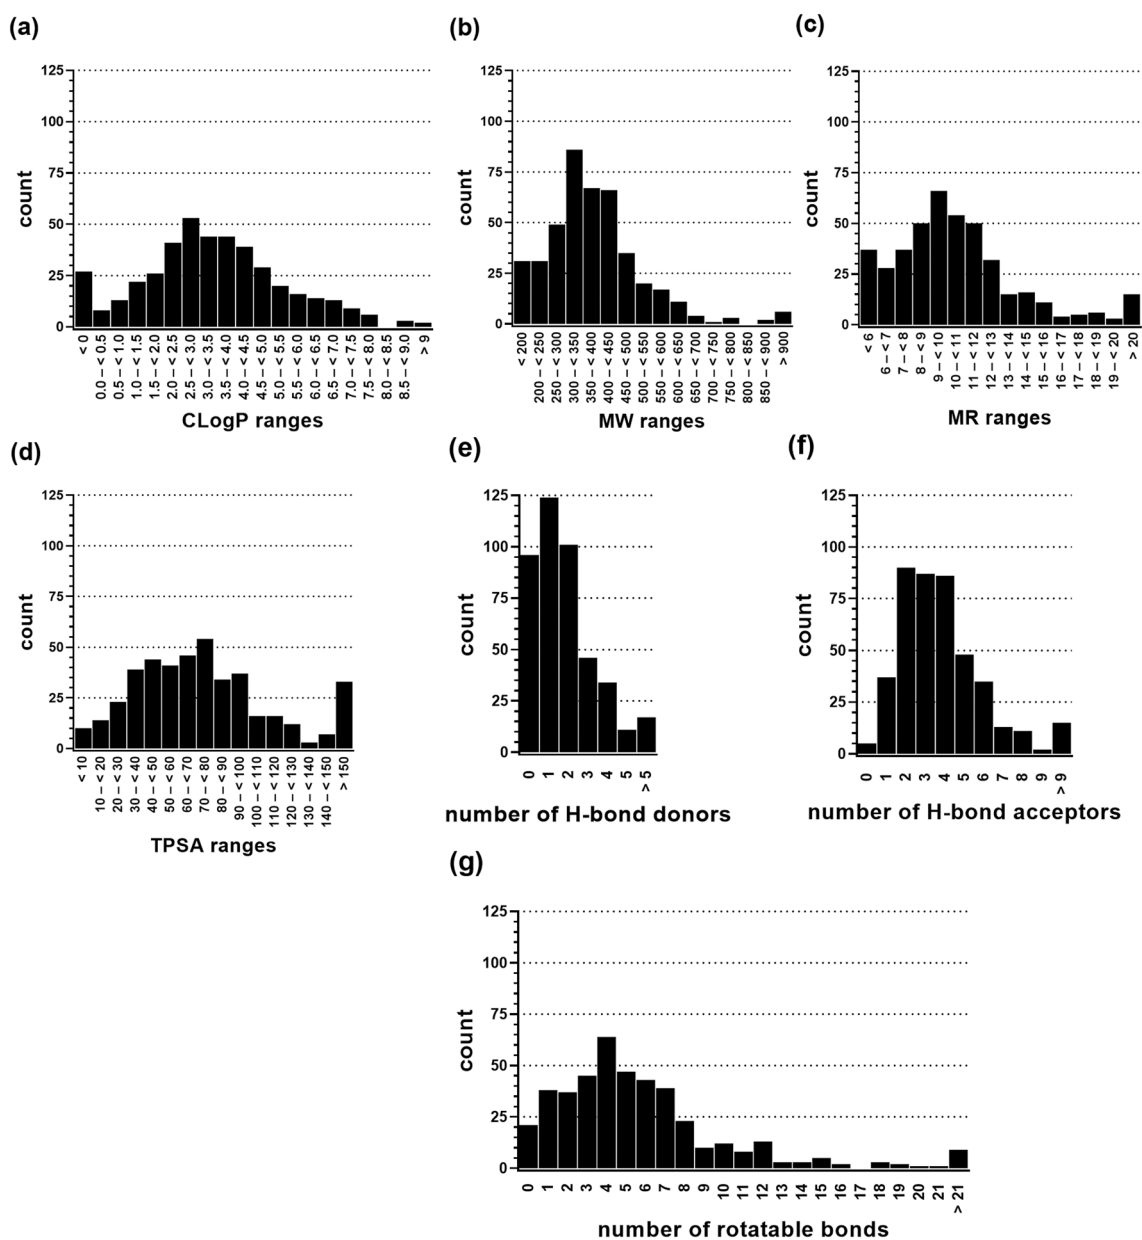 (a)
125
100
75
50
25
0
count
< 0
0.0 – < 0.5
0.5 – < 1.0
1.0 – < 1.5
1.5 – < 2.0
2.0 – < 2.5
2.5 – < 3.0
3.0 – < 3.5
3.5 – < 4.0
4.0 – < 4.5
4.5 – < 5.0
5.0 – < 5.5
5.5 – < 6.0
6.0 – < 6.5
6.5 – < 7.0
7.0 – < 7.5
7.5 – < 8.0
8.0 – < 8.5
8.5 – < 9.0
> 9
CLogP ranges
(b)
125
100
75
50
25
0
count
< 200
200 – < 250
250 – < 300
300 – < 350
350 – < 400
400 – < 450
450 – < 500
500 – < 550
550 – < 600
600 – < 650
650 – < 700
700 – < 750
750 – < 800
800 – < 850
850 – < 900
> 900
MW ranges
(c)
125
100
75
50
25
0
count
< 6
6 – < 7
7 – < 8
8 – < 9
9 – < 10
10 – < 11
11 – < 12
12 – < 13
13 – < 14
14 – < 15
15 – < 16
16 – < 17
17 – < 18
18 – < 19
19 – < 20
> 20
MR ranges
(d)
125
100
75
50
25
0
count
< 10
10 – < 20
20 – < 30
30 – < 40
40 – < 50
50 – < 60
60 – < 70
70 – < 80
80 – < 90
90 – < 100
100 – < 110
110 – < 120
120 – < 130
130 – < 140
140 – < 150
> 150
TPSA ranges
(e)
125
100
75
50
25
0
count
0
1
2
3
4
5
> 5
number of H-bond donors
(f)
125
100
75
50
25
0
count
0
1
2
3
4
5
6
7
8
9
> 9
number of H-bond acceptors
(g)
125
100
75
50
25
0
count
0
1
2
3
4
5
6
7
8
9
10
11
12
13
14
15
16
17
18
19
20
21
> 21
number of rotatable bonds